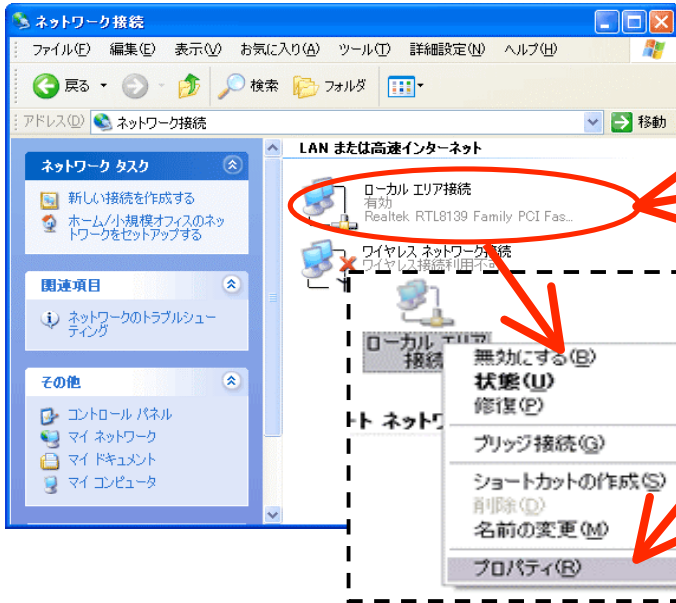 ネットワーク接続
ファイル(F) 編集(E) 表示(V) お気に入り(A) ツール(T) 詳細設定(N) ヘルプ(H)
戻る 検索 フォルダ
アドレス(D) ネットワーク接続 移動
ネットワーク タスク
新しい接続を作成する
ホーム/小規模オフィスのネッ
トワークをセットアップする
関連項目
ネットワークのトラブルシュー
ティング
その他
コントロール パネル
マイ ネットワーク
マイ ドキュメント
マイ コンピュータ
LAN または高速インターネット
ローカル エリア接続
有効
Realtek RTL8139 Family PCI Fas...
ワイヤレス ネットワーク接続
ワイヤレス接続利用不可
ローカル エリア
接続
ト ネットワ
無効にする(B)
状態(U)
修復(P)
ブリッジ接続(G)
ショートカットの作成(S)
削除(D)
名前の変更(M)
プロパティ(R)